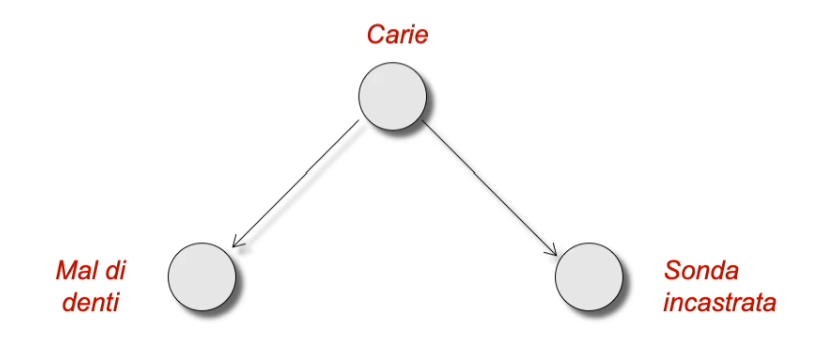 Carie
Mal di
denti
Sonda
incastrata